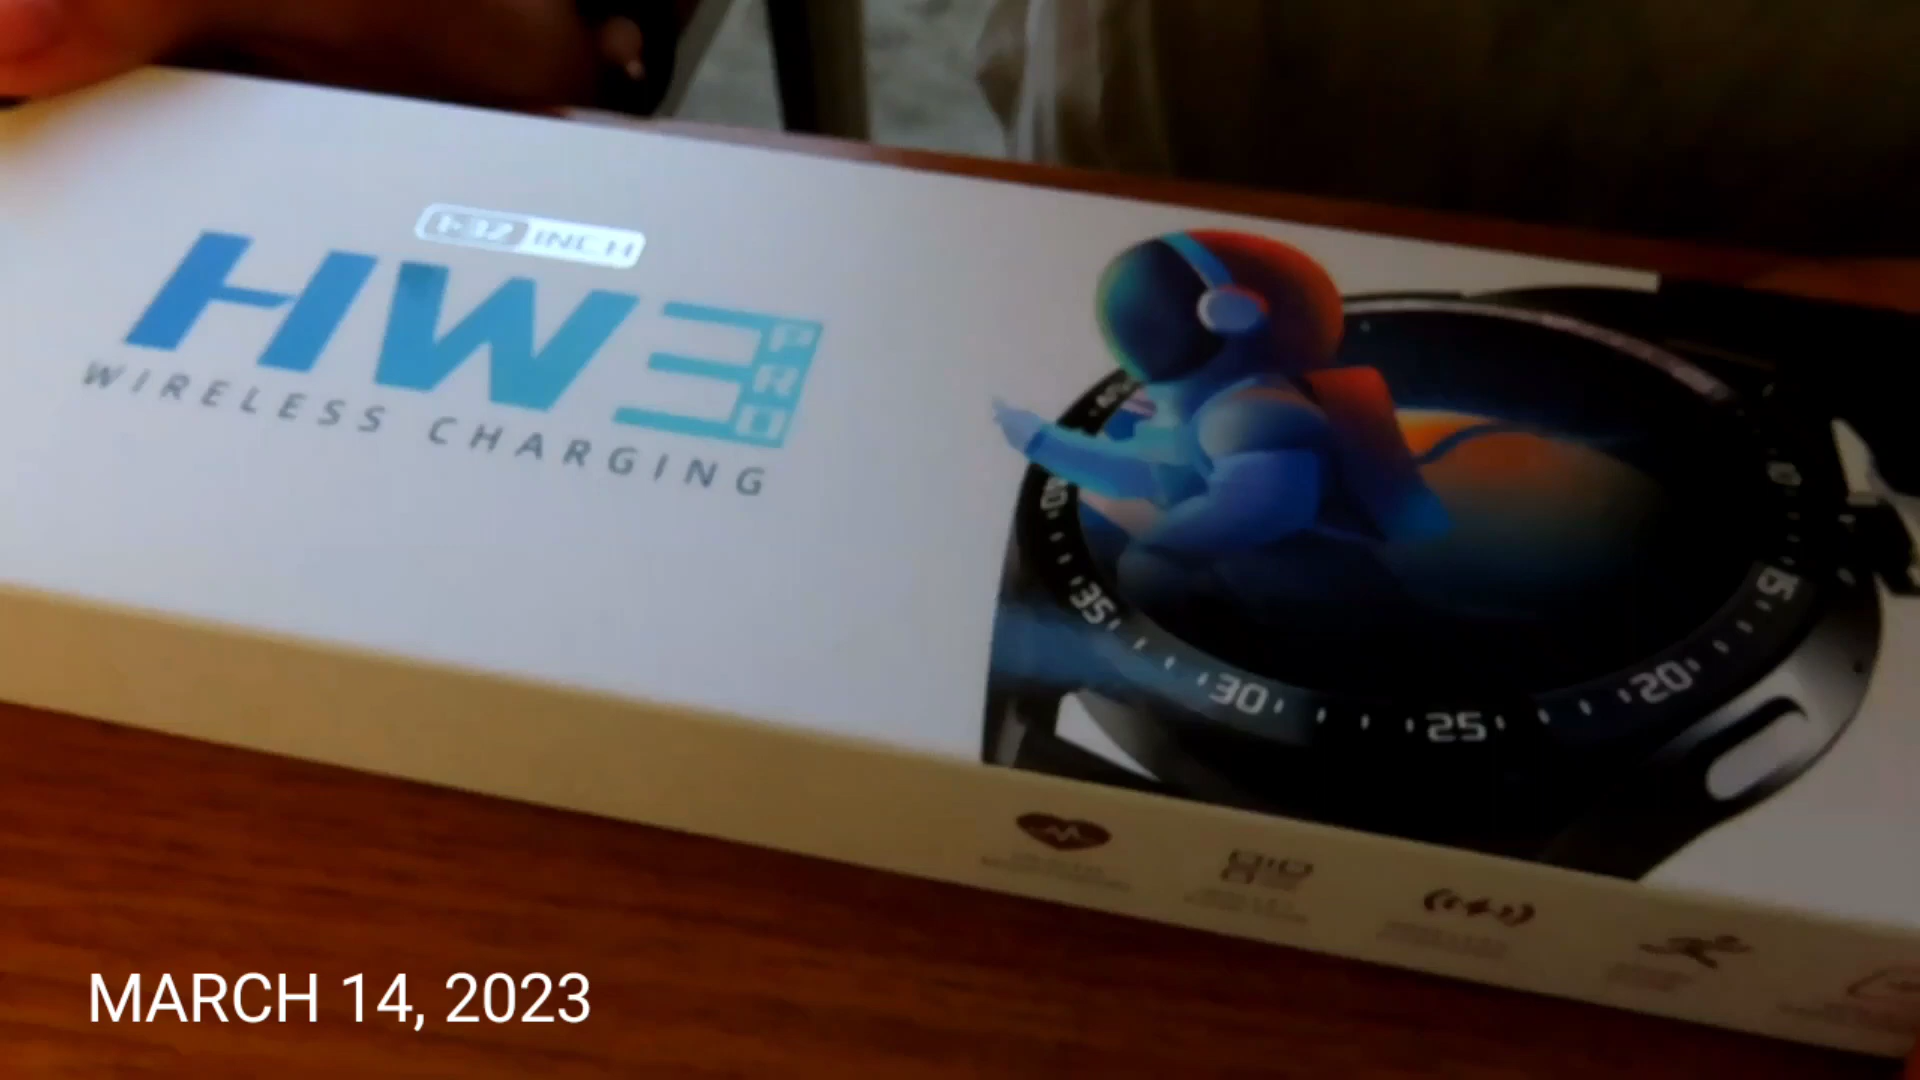 1.32 INCH
HW3 PRO
WIRELESS CHARGING
35
30
25
20
15
MARCH 14, 2023